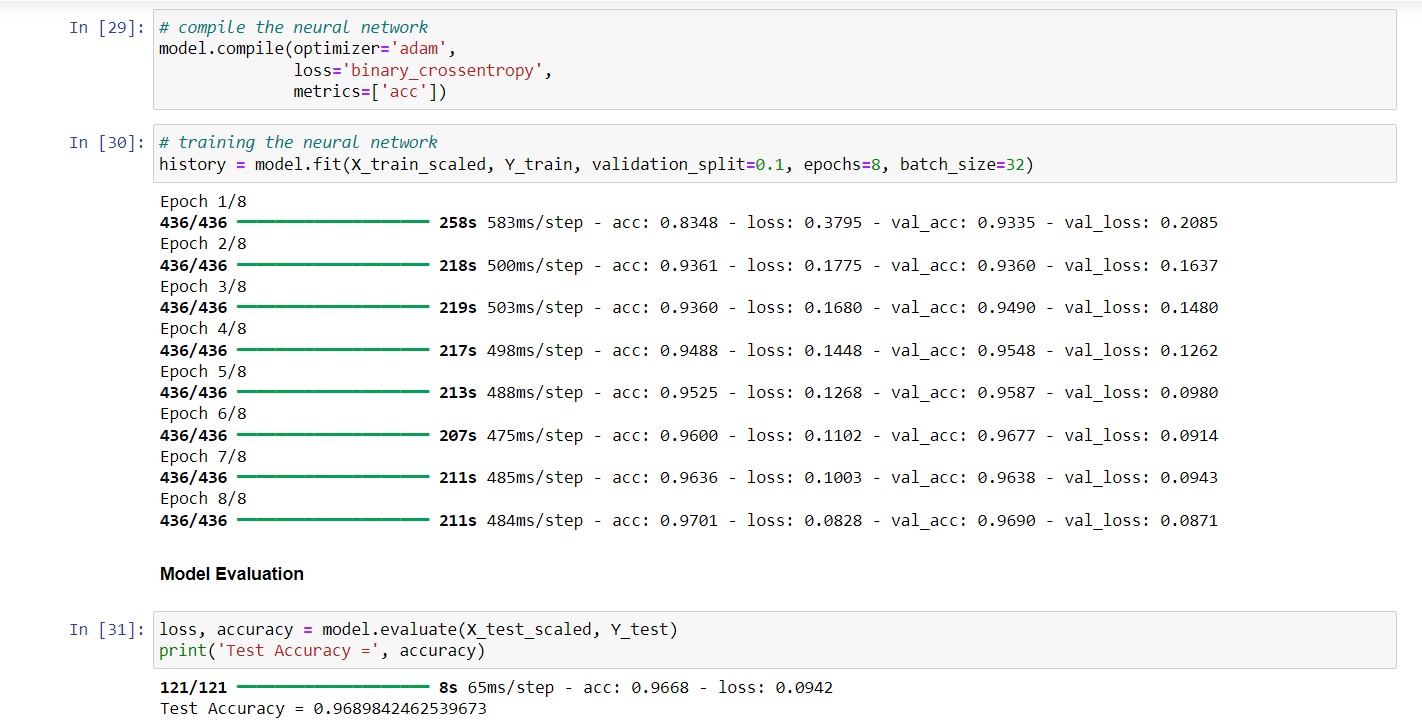 In [29]: # compile the neural network
model.compile(optimizer='adam',
loss='binary_crossentropy',
metrics=['acc'])
In [30]: # training the neural network
history = model.fit(X_train_scaled, Y_train, validation_split=0.1, epochs=8, batch_size=32)
Epoch 1/8
436/436 258s 583ms/step - acc: 0.8348 - loss: 0.3795 - val_acc: 0.9335 - val_loss: 0.2085
Epoch 2/8
436/436 218s 500ms/step - acc: 0.9361 - loss: 0.1775 - val_acc: 0.9360 - val_loss: 0.1637
Epoch 3/8
436/436 219s 503ms/step - acc: 0.9360 - loss: 0.1680 - val_acc: 0.9490 - val_loss: 0.1480
Epoch 4/8
436/436 217s 498ms/step - acc: 0.9488 - loss: 0.1448 - val_acc: 0.9548 - val_loss: 0.1262
Epoch 5/8
436/436 213s 488ms/step - acc: 0.9525 - loss: 0.1268 - val_acc: 0.9587 - val_loss: 0.0980
Epoch 6/8
436/436 207s 475ms/step - acc: 0.9600 - loss: 0.1102 - val_acc: 0.9677 - val_loss: 0.0914
Epoch 7/8
436/436 211s 485ms/step - acc: 0.9636 - loss: 0.1003 - val_acc: 0.9638 - val_loss: 0.0943
Epoch 8/8
436/436 211s 484ms/step - acc: 0.9701 - loss: 0.0828 - val_acc: 0.9690 - val_loss: 0.0871
Model Evaluation
In [31]: loss, accuracy = model.evaluate(X_test_scaled, Y_test)
print('Test Accuracy =', accuracy)
121/121 8s 65ms/step - acc: 0.9668 - loss: 0.0942
Test Accuracy = 0.9689842462539673